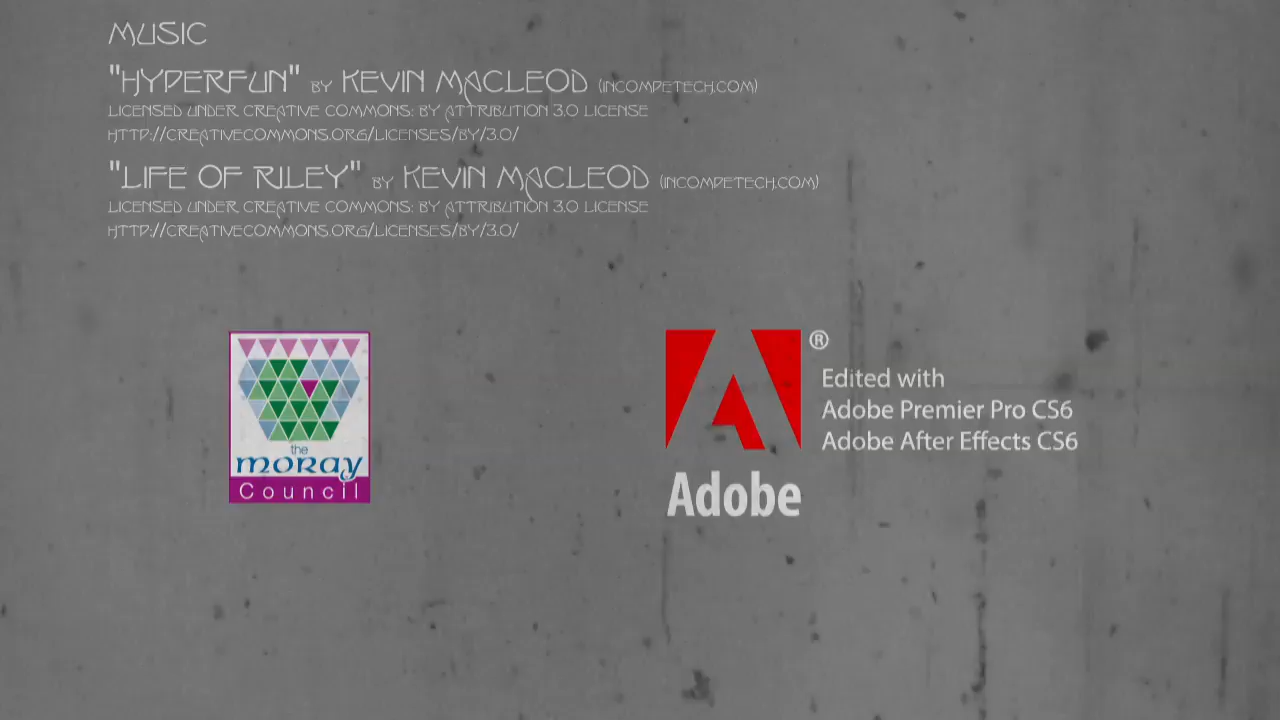 MUSIC
"HYPERFUN" BY KEVIN MACLEOD (INCOMPETECH.COM)
LICENSED UNDER CREATIVE COMMONS: BY ATTRIBUTION 3.0 LICENSE
HTTP://CREATIVECOMMONS.ORG/LICENSES/BY/3.0/
"LIFE OF RILEY" BY KEVIN MACLEOD (INCOMPETECH.COM)
LICENSED UNDER CREATIVE COMMONS: BY ATTRIBUTION 3.0 LICENSE
HTTP://CREATIVECOMMONS.ORG/LICENSES/BY/3.0/
the
moray
Council
®
Edited with
Adobe Premier Pro CS6
Adobe After Effects CS6
Adobe